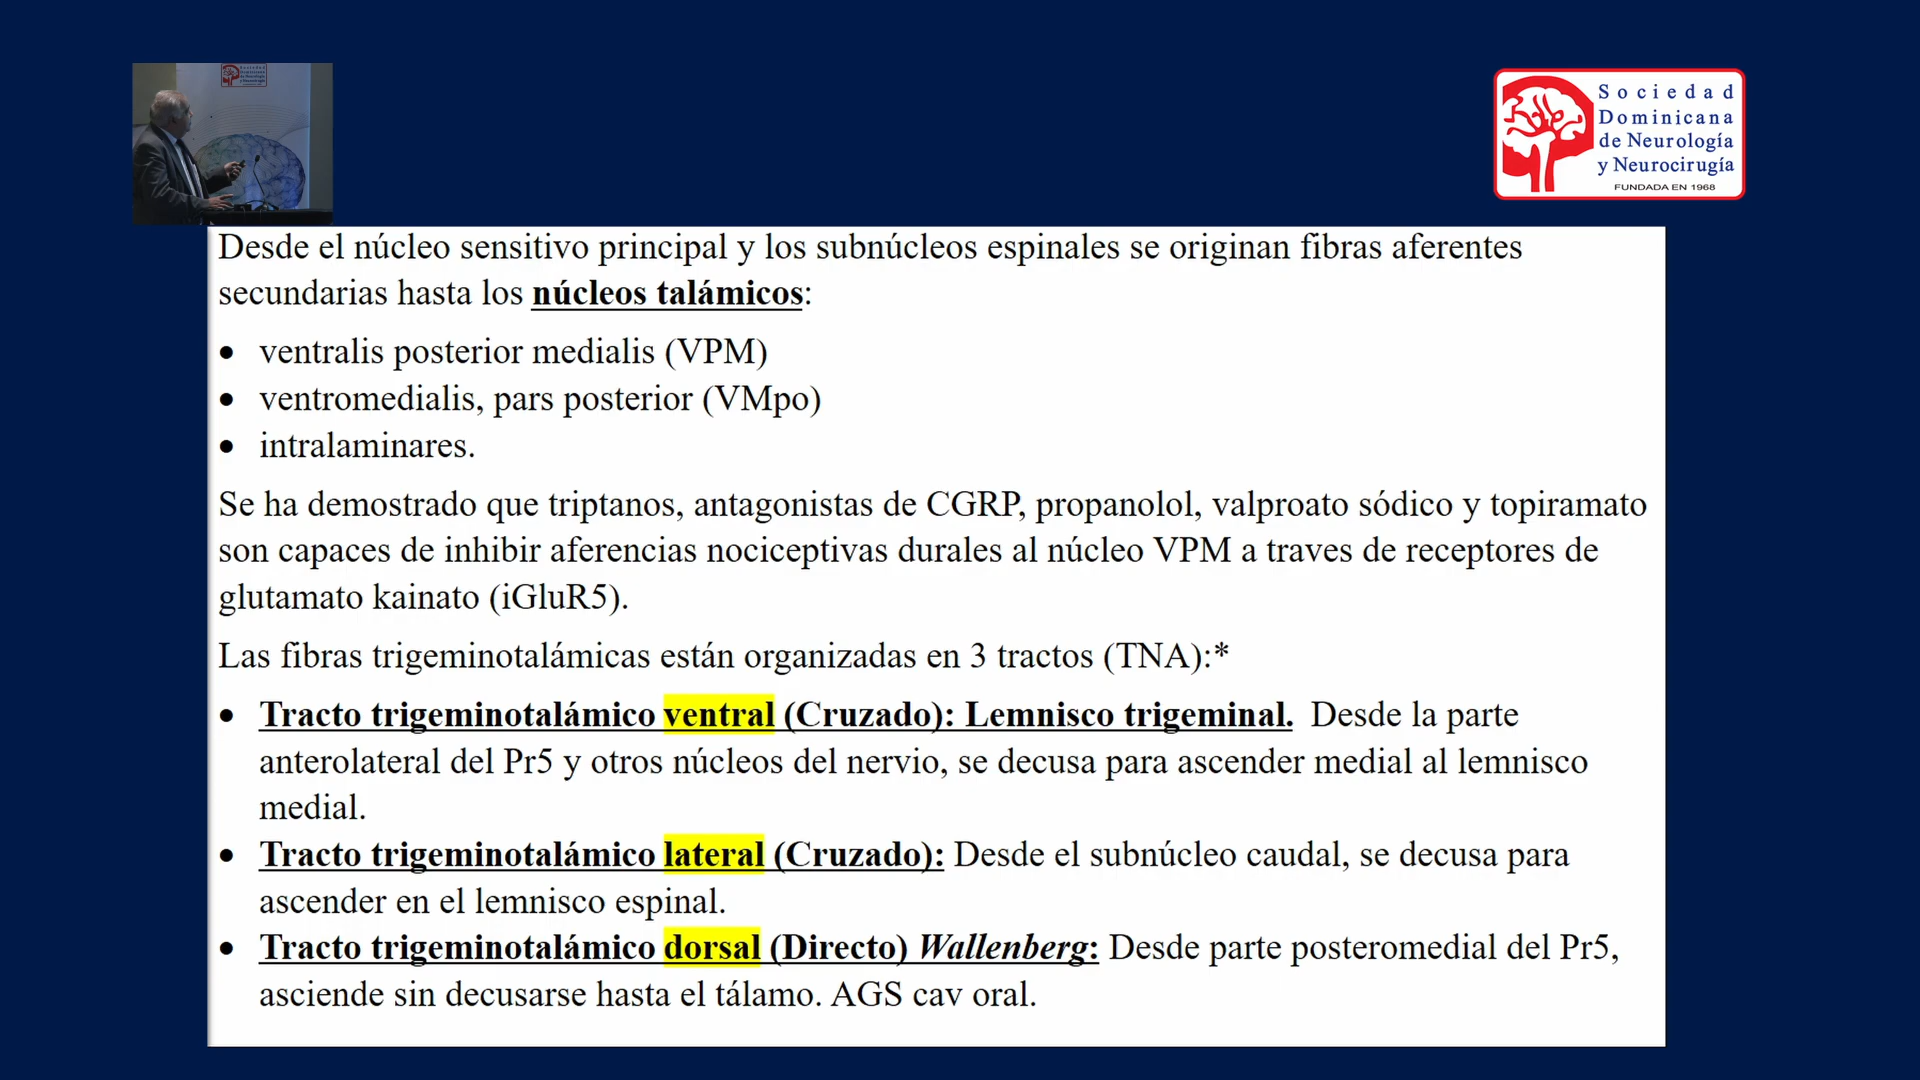 Sociedad
Dominicana
de Neurología
y Neurocirugía
FUNDADA EN 1968
Desde el núcleo sensitivo principal y los subnúcleos espinales se originan fibras aferentes
secundarias hasta los núcleos talámicos:
• ventralis posterior medialis (VPM)
• ventromedialis, pars posterior (VMpo)
• intralaminares.
Se ha demostrado que triptanos, antagonistas de CGRP, propanolol, valproato sódico y topiramato
son capaces de inhibir aferencias nociceptivas durales al núcleo VPM a traves de receptores de
glutamato kainato (iGluR5).
Las fibras trigeminotalámicas están organizadas en 3 tractos (TNA):*
• Tracto trigeminotalámico ventral (Cruzado): Lemnisco trigeminal. Desde la parte
anterolateral del Pr5 y otros núcleos del nervio, se decusa para ascender medial al lemnisco
medial.
• Tracto trigeminotalámico lateral (Cruzado): Desde el subnúcleo caudal, se decusa para
ascender en el lemnisco espinal.
• Tracto trigeminotalámico dorsal (Directo) Wallenberg: Desde parte posteromedial del Pr5,
asciende sin decusarse hasta el tálamo. AGS cav oral.